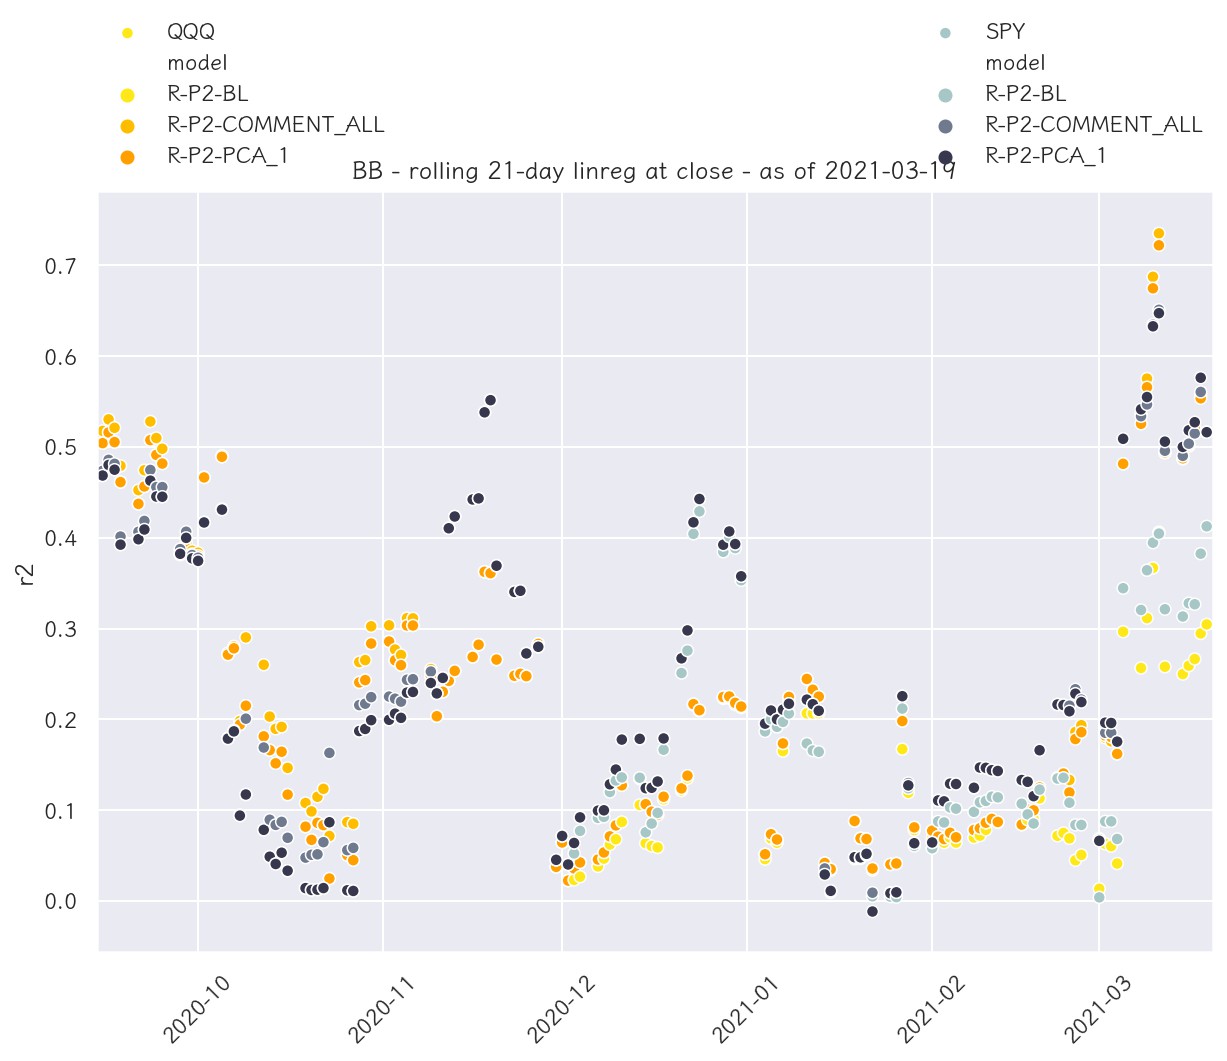 QQQ
model
R-P2-BL
R-P2-COMMENT_ALL
R-P2-PCA_1
SPY
model
R-P2-BL
R-P2-COMMENT_ALL
R-P2-PCA_1
BB - rolling 21-day linreg at close - as of 2021-03-19
0.7
0.6
0.5
0.4
0.3
0.2
0.1
0.0
r2
2020-10
2020-11
2020-12
2021-01
2021-02
2021-03